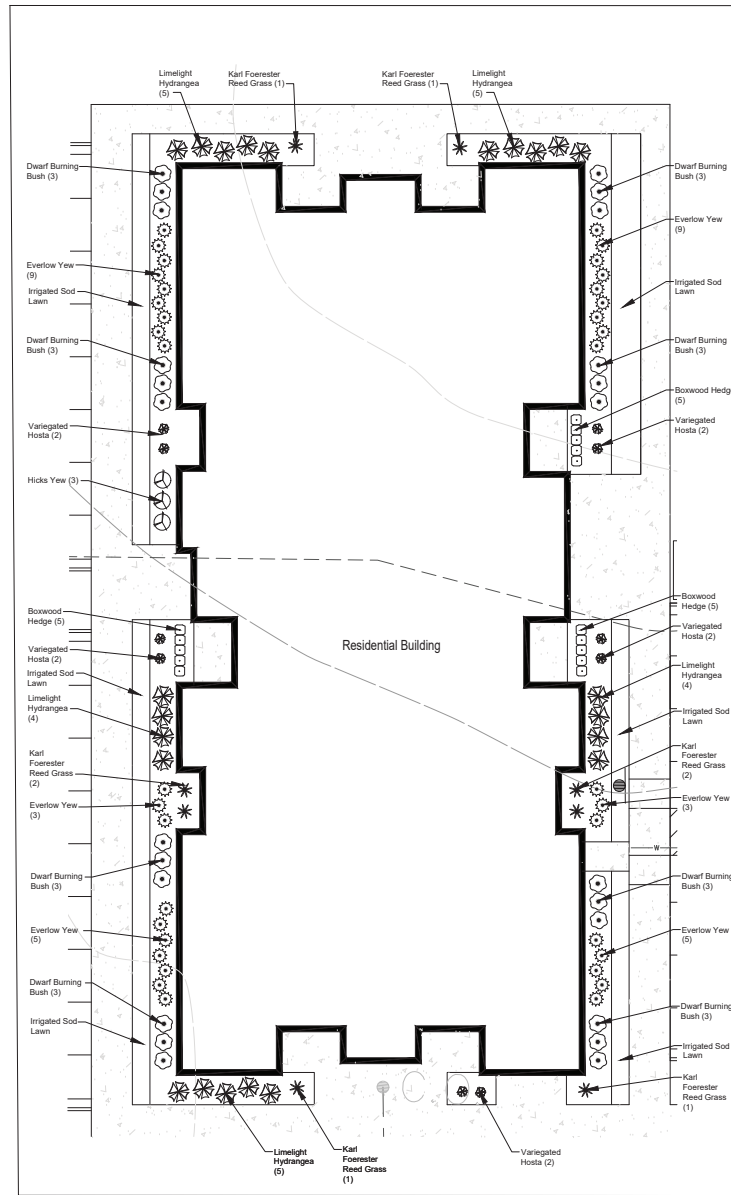 Limelight
Hydrangea
(5)
Karl Foerester
Reed Grass (1)
Karl Foerester
Reed Grass (1)
Limelight
Hydrangea
(5)
Dwarf Burning
Bush (3)
Everlow Yew
(9)
Irrigated Sod
Lawn
Dwarf Burning
Bush (3)
Variegated
Hosta (2)
Hicks Yew (3)
Boxwood
Hedge (5)
Variegated
Hosta (2)
Irrigated Sod
Lawn
Limelight
Hydrangea
(4)
Karl
Foerester
Reed Grass
(2)
Everlow Yew
(3)
Dwarf Burning
Bush (3)
Everlow Yew
(5)
Dwarf Burning
Bush (3)
Irrigated Sod
Lawn
Residential Building
Dwarf Burning
Bush (3)
Everlow Yew
(9)
Irrigated Sod
Lawn
Dwarf Burning
Bush (3)
Boxwood Hedge
(5)
Variegated
Hosta (2)
Boxwood
Hedge (5)
Variegated
Hosta (2)
Limelight
Hydrangea
(4)
Irrigated Sod
Lawn
Karl
Foerester
Reed Grass
(2)
Everlow Yew
(3)
W
Dwarf Burning
Bush (3)
Everlow Yew
(5)
Dwarf Burning
Bush (3)
Irrigated Sod
Lawn
Karl
Foerester
Reed Grass
(1)
Limelight
Hydrangea
(5)
Karl
Foerester
Reed Grass
(1)
Variegated
Hosta (2)